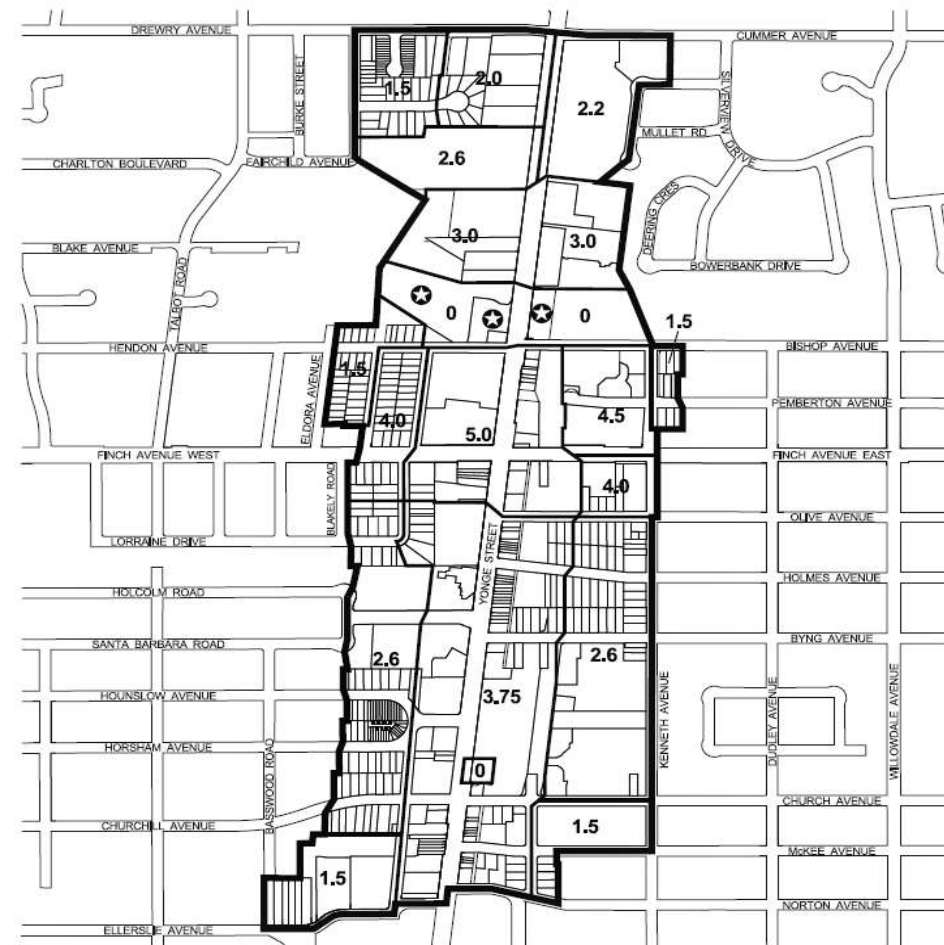 DREWRY AVENUE
CUMMER AVENUE
BURKE STREET
1.5
2.0
2.2
SILVERVIEW DRIVE
MULLET RD
CHARLTON BOULEVARD
FAIRCHILD AVENUE
2.6
DEERING CRES
BLAKE AVENUE
3.0
3.0
BOWERBANK DRIVE
TALBOT ROAD
0
0
1.5
HENDON AVENUE
BISHOP AVENUE
ELDORA AVENUE
1.5
4.0
5.0
4.5
PEMBERTON AVENUE
FINCH AVENUE WEST
FINCH AVENUE EAST
BLAKELY ROAD
4.0
OLIVE AVENUE
LORRAINE DRIVE
YONGE STREET
HOLMES AVENUE
HOLCOLM ROAD
SANTA BARBARA ROAD
BYNG AVENUE
2.6
2.6
HOUNSLOW AVENUE
3.75
KENNETH AVENUE
DUDLEY AVENUE
WILLOWDALE AVENUE
HORSHAM AVENUE
BASSWOOD ROAD
0
CHURCH AVENUE
CHURCHILL AVENUE
1.5
McKEE AVENUE
1.5
NORTON AVENUE
ELLERSLIE AVENUE